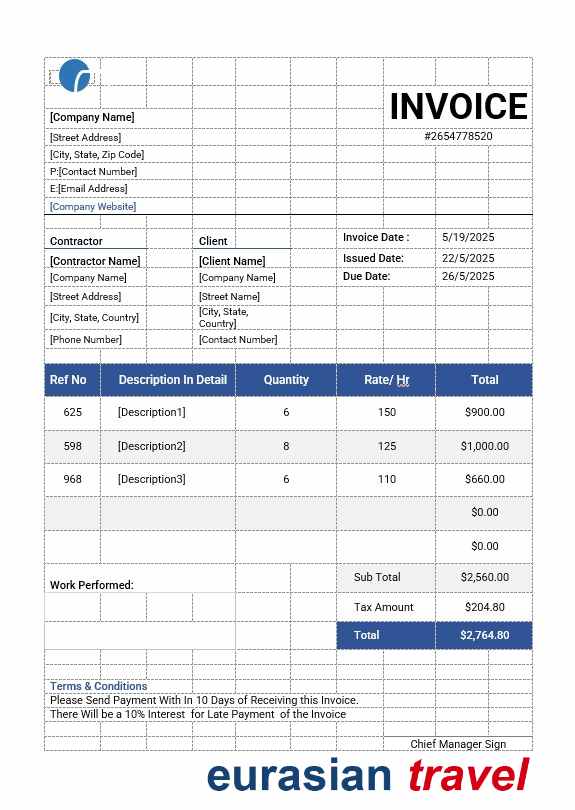 INVOICE
[Company Name]
#2654778520
[Street Address]
[City, State, Zip Code]
P:[Contact Number]
E:[Email Address]
[Company Website]
Invoice Date : 5/19/2025
Contractor Client
Issued Date: 22/5/2025
[Contractor Name] [Client Name]
Due Date: 26/5/2025
[Company Name] [Company Name]
[Street Address] [Street Name]
[City, State, Country] [City, State,
Country]
[Phone Number] [Contact Number]
Ref No Description In Detail Quantity Rate/ Hr Total
625 [Description1] 6 150 $900.00
598 [Description2] 8 125 $1,000.00
968 [Description3] 6 110 $660.00
$0.00
$0.00
Sub Total $2,560.00
Work Performed:
Tax Amount $204.80
Total $2,764.80
Terms & Conditions
Please Send Payment With In 10 Days of Receiving this Invoice.
There Will be a 10% Interest for Late Payment of the Invoice
Chief Manager Sign
eurasian travel